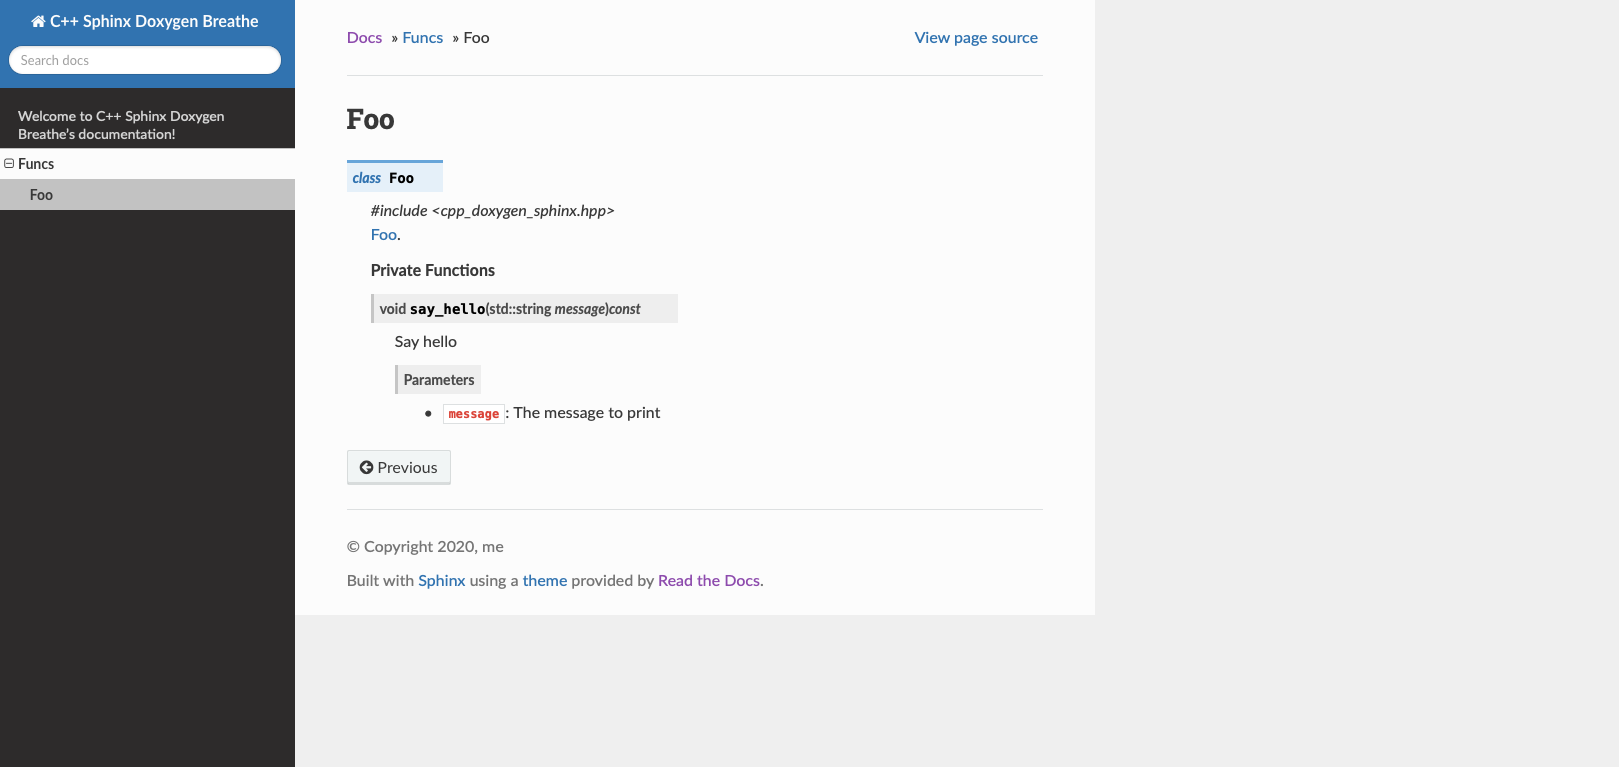 C++ Sphinx Doxygen Breathe
Search docs
Welcome to C++ Sphinx Doxygen
Breathe's documentation!
Funcs
Foo
Docs » Funcs » Foo
View page source
Foo
class Foo
#include <cpp_doxygen_sphinx.hpp>
Foo.
Private Functions
void say_hello(std::string message)const
Say hello
Parameters
• message: The message to print
Previous
© Copyright 2020, me
Built with Sphinx using a theme provided by Read the Docs.